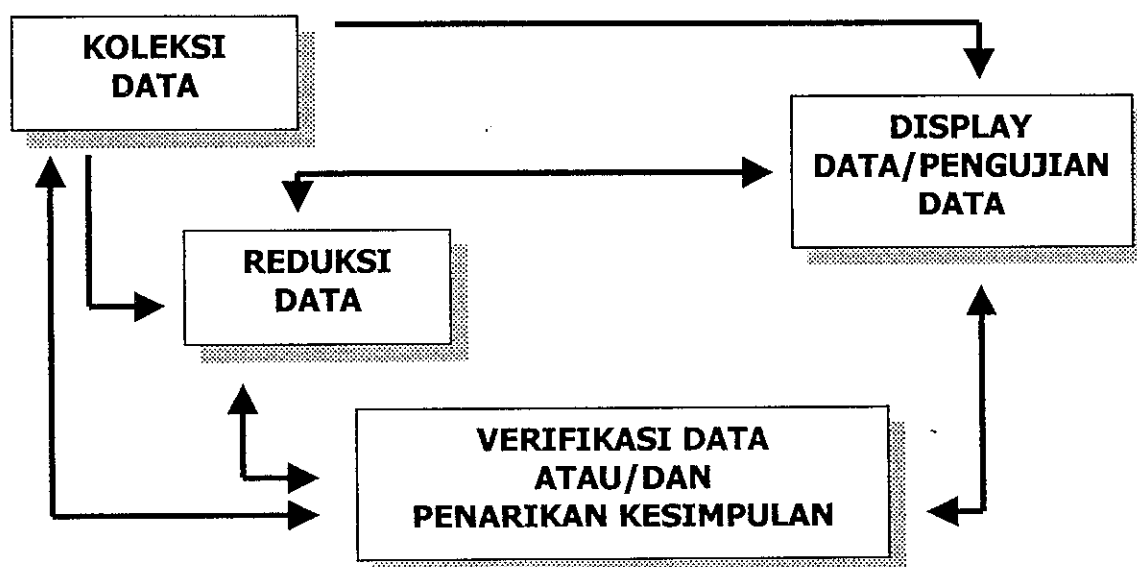 KOLEKSI
DATA
DISPLAY
DATA/PENGUJIAN
DATA
REDUKSI
DATA
VERIFIKASI DATA
ATAU/DAN
PENARIKAN KESIMPULAN